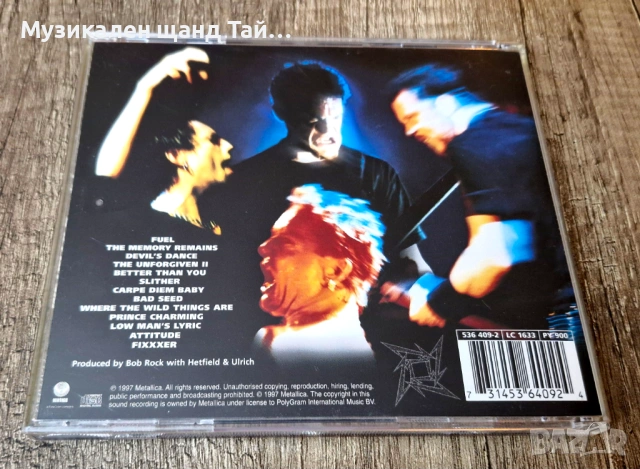 Музикален щанд Тай…
FUEL
THE MEMORY REMAINS
DEVIL'S DANCE
THE UNFORGIVEN II
BETTER THAN YOU
SLITHER
CARPE DIEM BABY
BAD SEED
WHERE THE WILD THINGS ARE
PRINCE CHARMING
LOW MAN'S LYRIC
ATTITUDE
FIXXXER
Produced by Bob Rock with Hetfield & Ulrich
536 409-2 LC 1633 PY 900
℗ 1997 Metallica. All rights reserved. Unauthorised copying, reproduction, hiring, lending,
public performance and broadcasting prohibited. © 1997 Metallica. The copyright in this
sound recording is owned by Metallica under license to PolyGram International Music BV.
7 31453 64092 4
BAZAR